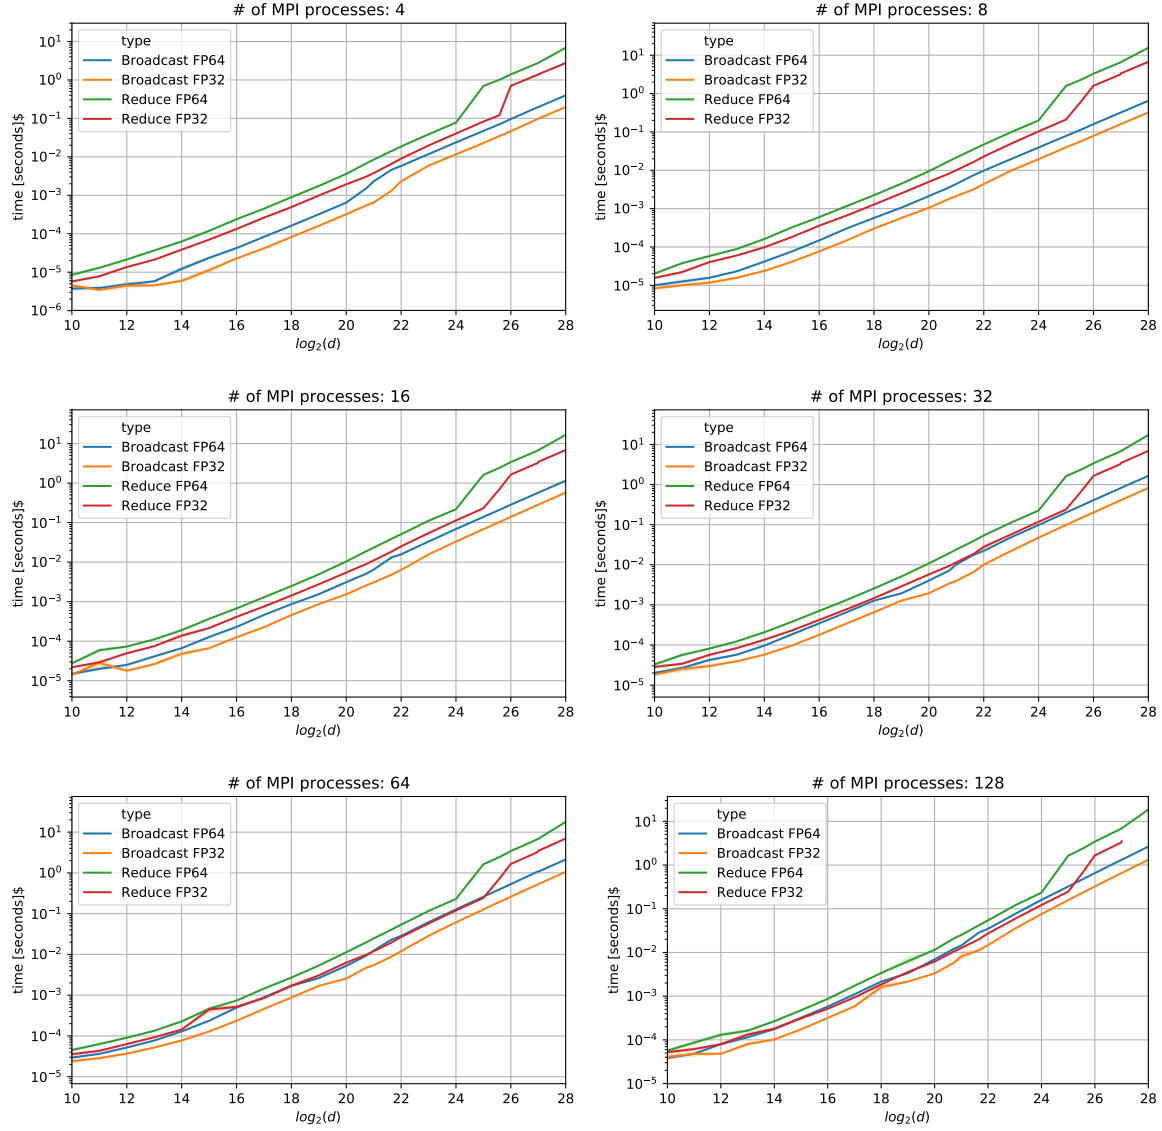 # of MPI processes: 4
# of MPI processes: 8
type
Broadcast FP64
Broadcast FP32
Reduce FP64
Reduce FP32
time [seconds]$
10^1
10^0
10^-1
10^-2
10^-3
10^-4
10^-5
10^-6
10 12 14 16 18 20 22 24 26 28
log_2(d)
type
Broadcast FP64
Broadcast FP32
Reduce FP64
Reduce FP32
time [seconds]$
10^1
10^0
10^-1
10^-2
10^-3
10^-4
10^-5
10 12 14 16 18 20 22 24 26 28
log_2(d)
# of MPI processes: 16
# of MPI processes: 32
type
Broadcast FP64
Broadcast FP32
Reduce FP64
Reduce FP32
time [seconds]$
10^1
10^0
10^-1
10^-2
10^-3
10^-4
10^-5
10 12 14 16 18 20 22 24 26 28
log_2(d)
type
Broadcast FP64
Broadcast FP32
Reduce FP64
Reduce FP32
time [seconds]$
10^1
10^0
10^-1
10^-2
10^-3
10^-4
10^-5
10 12 14 16 18 20 22 24 26 28
log_2(d)
# of MPI processes: 64
# of MPI processes: 128
type
Broadcast FP64
Broadcast FP32
Reduce FP64
Reduce FP32
time [seconds]$
10^1
10^0
10^-1
10^-2
10^-3
10^-4
10^-5
10 12 14 16 18 20 22 24 26 28
log_2(d)
type
Broadcast FP64
Broadcast FP32
Reduce FP64
Reduce FP32
time [seconds]$
10^1
10^0
10^-1
10^-2
10^-3
10^-4
10^-5
10 12 14 16 18 20 22 24 26 28
log_2(d)